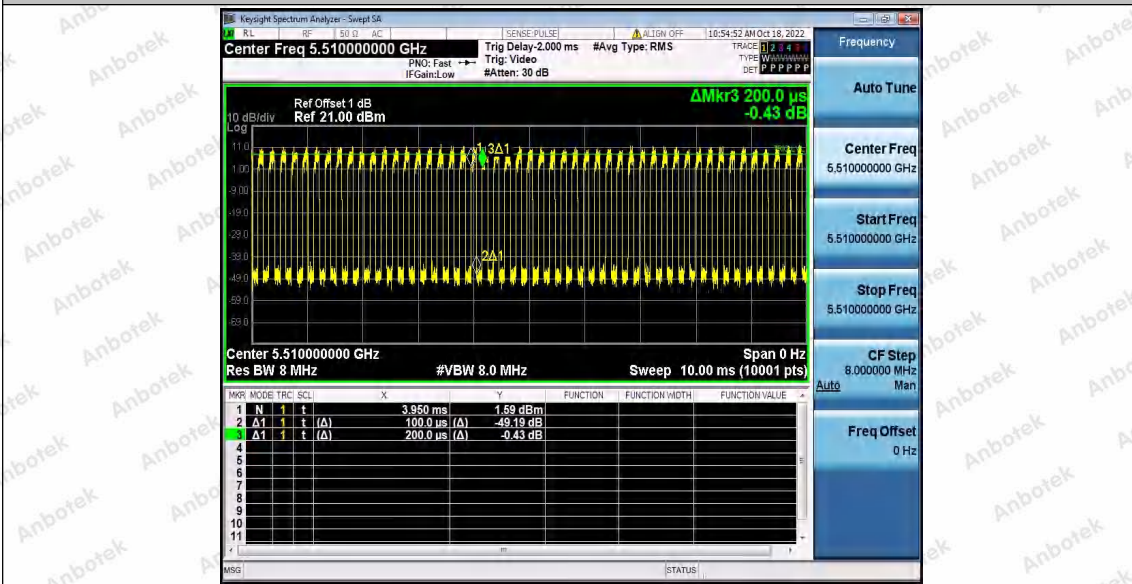 Keysight Spectrum Analyzer - Swept SA
RL RF 50 Ω AC SENSE:PULSE ALIGN OFF 10:54:52 AM Oct 18, 2022
Center Freq 5.510000000 GHz
PNO: Fast
IFGain:Low
Trig Delay-2.000 ms
Trig: Video
#Atten: 30 dB
#Avg Type: RMS
TRACE 1 2 3 4 5 6
TYPE W
DET P P P P P P
Ref Offset 1 dB
10 dB/div Ref 21.00 dBm
Log
ΔMkr3 200.0 µs
-0.43 dB
11.0
1.00
-9.00
-19.0
-29.0
-39.0
-49.0
-59.0
-69.0
1 3Δ1
2Δ1
Center 5.510000000 GHz Span 0 Hz
Res BW 8 MHz #VBW 8.0 MHz Sweep 10.00 ms (10001 pts)
MKR MODE TRC SCL X Y FUNCTION FUNCTION WIDTH FUNCTION VALUE
1 N 1 t 3.950 ms 1.59 dBm
2 Δ1 1 t (Δ) 100.0 µs (Δ) -49.19 dB
3 Δ1 1 t (Δ) 200.0 µs (Δ) -0.43 dB
4
5
6
7
8
9
10
11
MSG STATUS
Frequency
Auto Tune
Center Freq
5.510000000 GHz
Start Freq
5.510000000 GHz
Stop Freq
5.510000000 GHz
CF Step
8.000000 MHz
Auto Man
Freq Offset
0 Hz
Anbotek